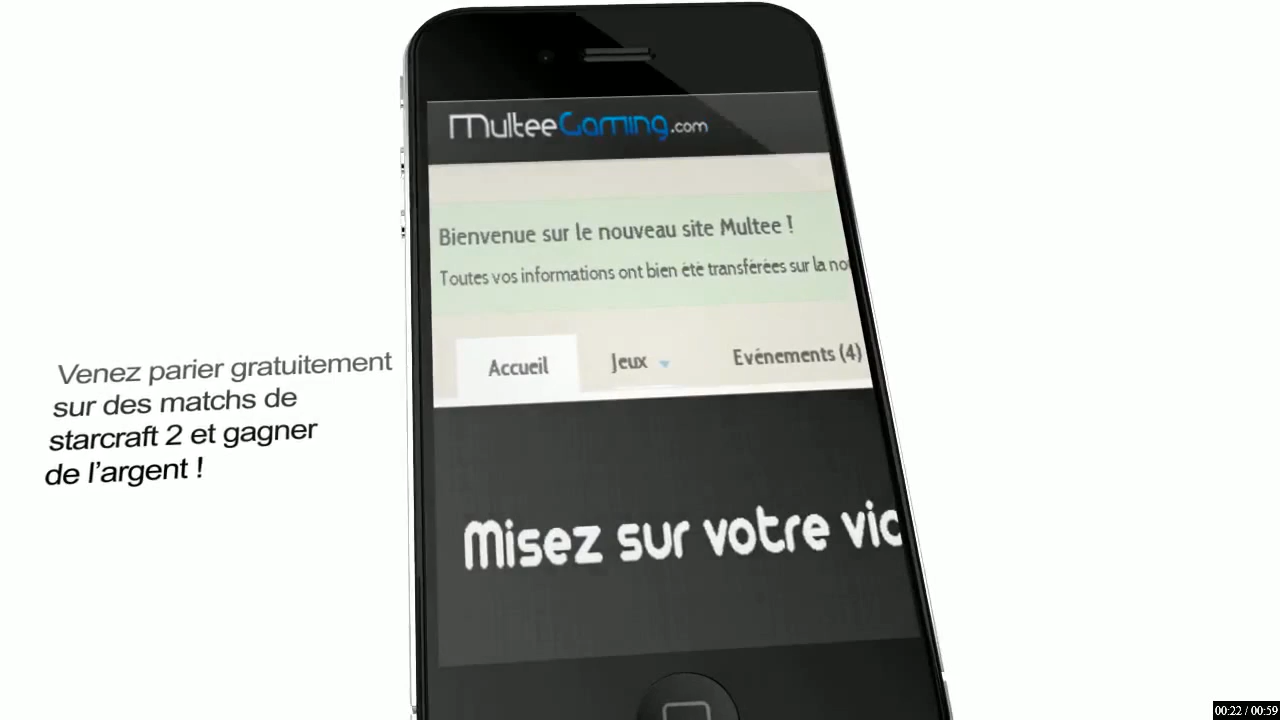 MulteeGaming.com
Bienvenue sur le nouveau site Multee !
Toutes vos informations ont bien été transférées sur la
Accueil Jeux Evénements (4)
Venez parier gratuitement
sur des matchs de
starcraft 2 et gagner
de l'argent !
Misez sur votre
00:22 / 00:59